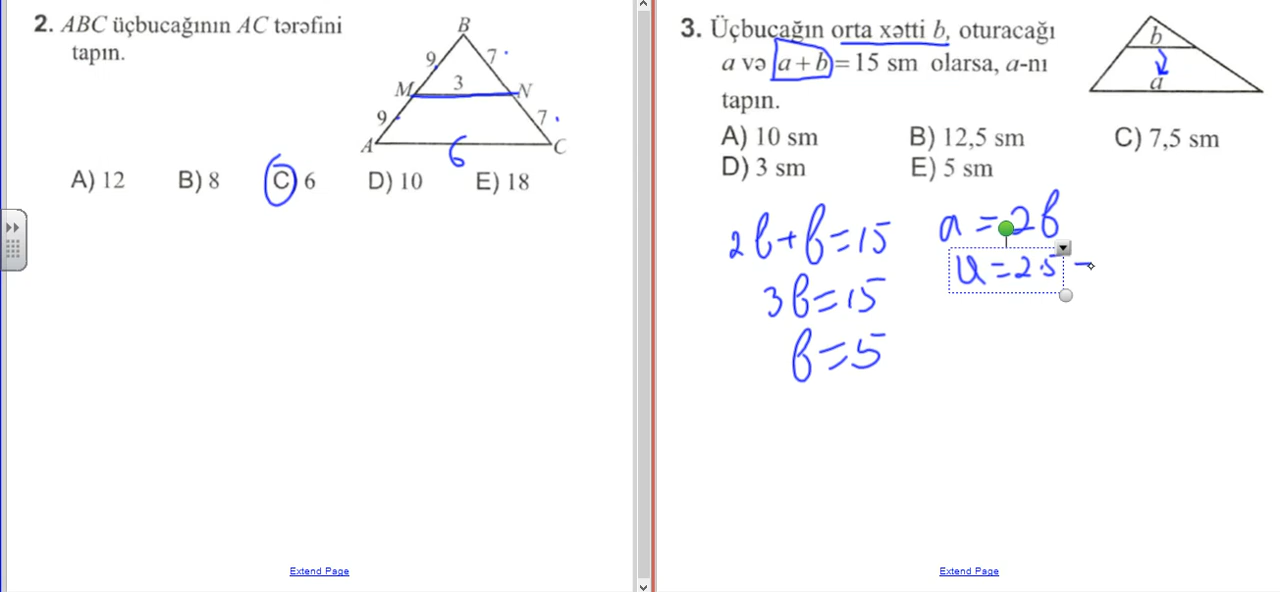 2. ABC üçbucağının AC tərəfini
tapın.
B
9
7
M
3
N
9
7
A
6
C
A) 12 B) 8 C) 6 D) 10 E) 18
Extend Page
3. Üçbucağın orta xətti b, oturacağı
a və a + b = 15 sm olarsa, a-nı
tapın.
b
a
A) 10 sm B) 12,5 sm C) 7,5 sm
D) 3 sm E) 5 sm
2b+b=15
3b=15
b=5
a=2b
a=2·5
Extend Page